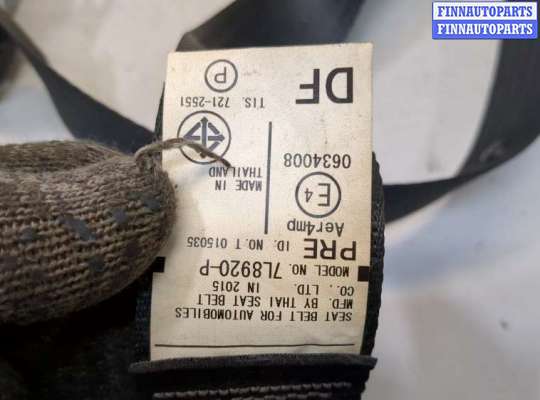 FINNAUTOPARTS
FINNAUTOPARTS
SEAT BELT FOR AUTOMOBILES
MFD. BY THAI SEAT BELT
CO., LTD. IN 2015
MODEL NO. 7L8920-P
PRE ID. NO. T 015035
Aer4mp
E4
0634008
MADE IN
THAILAND
TIS. 721-2551
P
DF